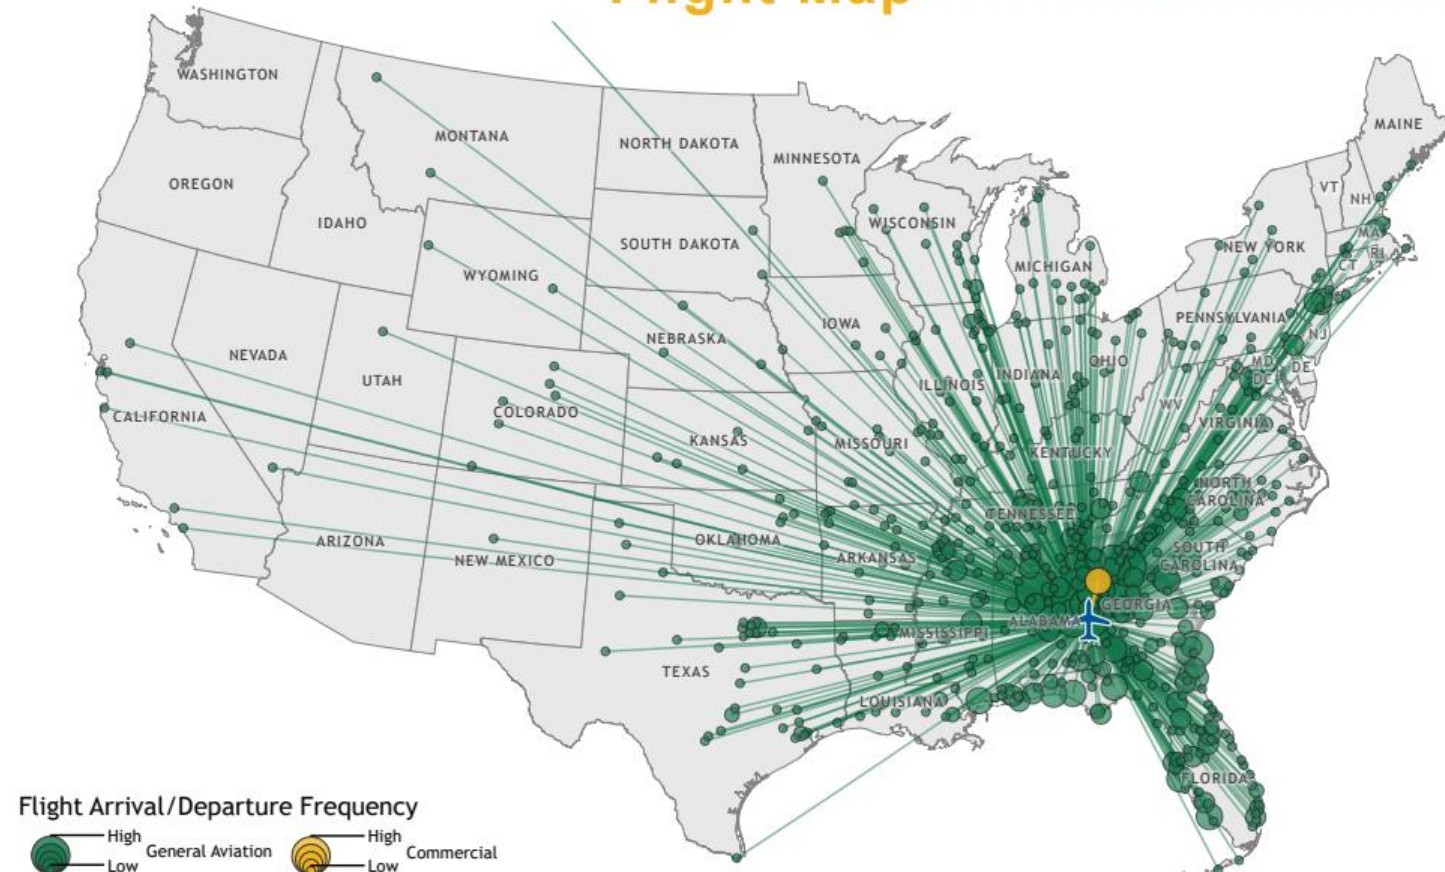 Flight Map
WASHINGTON
MONTANA
NORTH DAKOTA
MINNESOTA
MAINE
OREGON
IDAHO
VT
NH
WISCONSIN
SOUTH DAKOTA
MA
NEW YORK
RI
CT
MICHIGAN
WYOMING
IOWA
PENNSYLVANIA
NEBRASKA
NJ
NEVADA
OHIO
MD
DE
DC
UTAH
ILLINOIS
INDIANA
WV
CALIFORNIA
COLORADO
VIRGINIA
KANSAS
MISSOURI
KENTUCKY
NORTH
CAROLINA
TENNESSEE
ARIZONA
OKLAHOMA
SOUTH
CAROLINA
NEW MEXICO
ARKANSAS
GEORGIA
ALABAMA
MISSISSIPPI
TEXAS
LOUISIANA
FLORIDA
Flight Arrival/Departure Frequency
High
General Aviation
Low
High
Commercial
Low